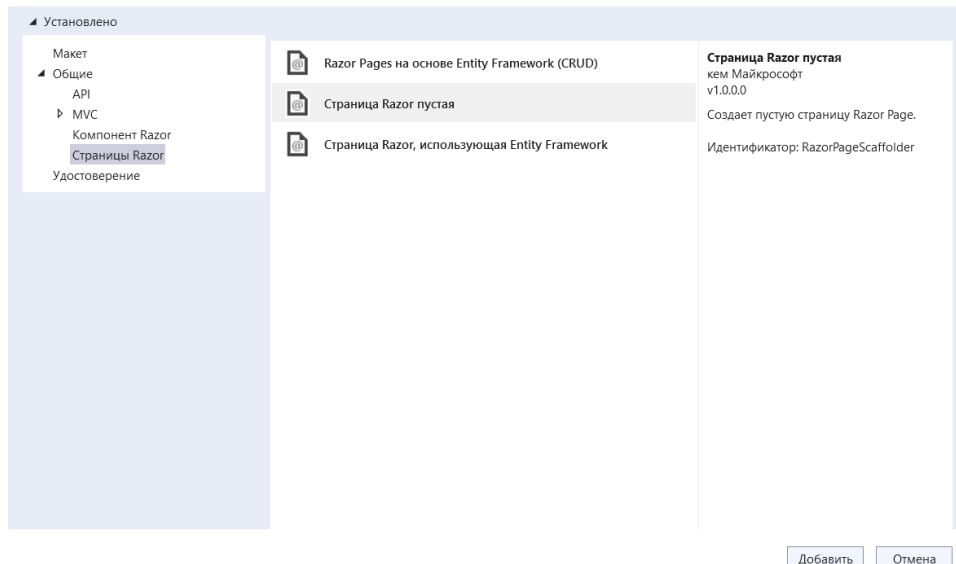 Установлено
Макет
Общие
API
MVC
Компонент Razor
Страницы Razor
Удостоверение
Razor Pages на основе Entity Framework (CRUD)
Страница Razor пустая
Страница Razor, использующая Entity Framework
Страница Razor пустая
кем Майкрософт
v1.0.0.0
Создает пустую страницу Razor Page.
Идентификатор: RazorPageScaffolder
Добавить
Отмена